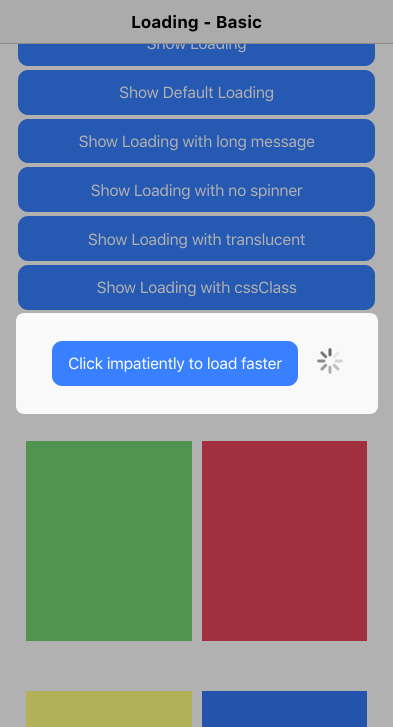 Loading - Basic
Show Loading
Show Default Loading
Show Loading with long message
Show Loading with no spinner
Show Loading with translucent
Show Loading with cssClass
Click impatiently to load faster